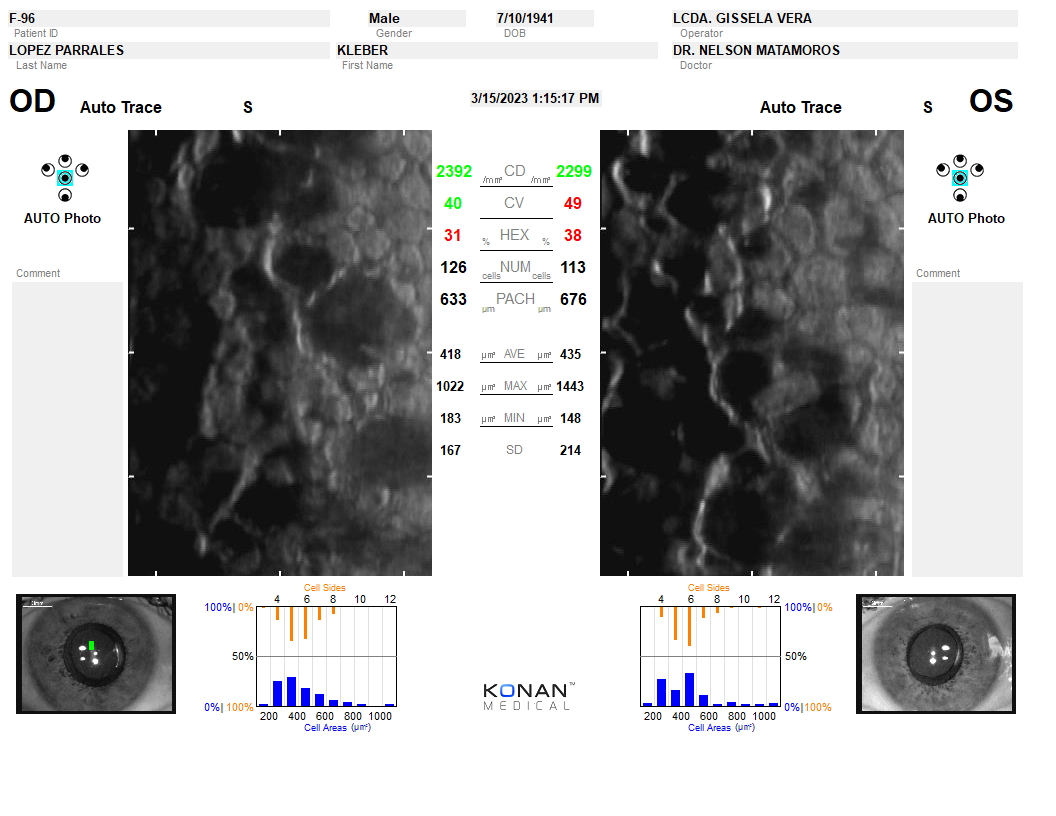 F-96 Male 7/10/1941 LCDA. GISSELA VERA
Patient ID Gender DOB Operator
LOPEZ PARRALES KLEBER DR. NELSON MATAMOROS
Last Name First Name Doctor
OD Auto Trace S 3/15/2023 1:15:17 PM Auto Trace S OS
2392 /mm² CD /mm² 2299
40 CV 49
AUTO Photo AUTO Photo
31 % HEX % 38
126 cells NUM cells 113
Comment Comment
633 µm PACH µm 676
418 µm² AVE µm² 435
1022 µm² MAX µm² 1443
183 µm² MIN µm² 148
167 SD 214
Cell Sides Cell Sides
4 6 8 10 12 4 6 8 10 12
100%| 0% 100%| 0%
50% 50%
0%| 100% 0%| 100%
200 400 600 800 1000 200 400 600 800 1000
Cell Areas (µm²) Cell Areas (µm²)
KONAN™
MEDICAL